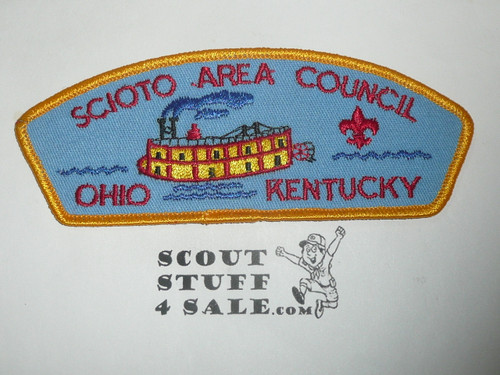 SCIOTO AREA COUNCIL
OHIO KENTUCKY
SCOUT
STUFF
4 SALE.COM